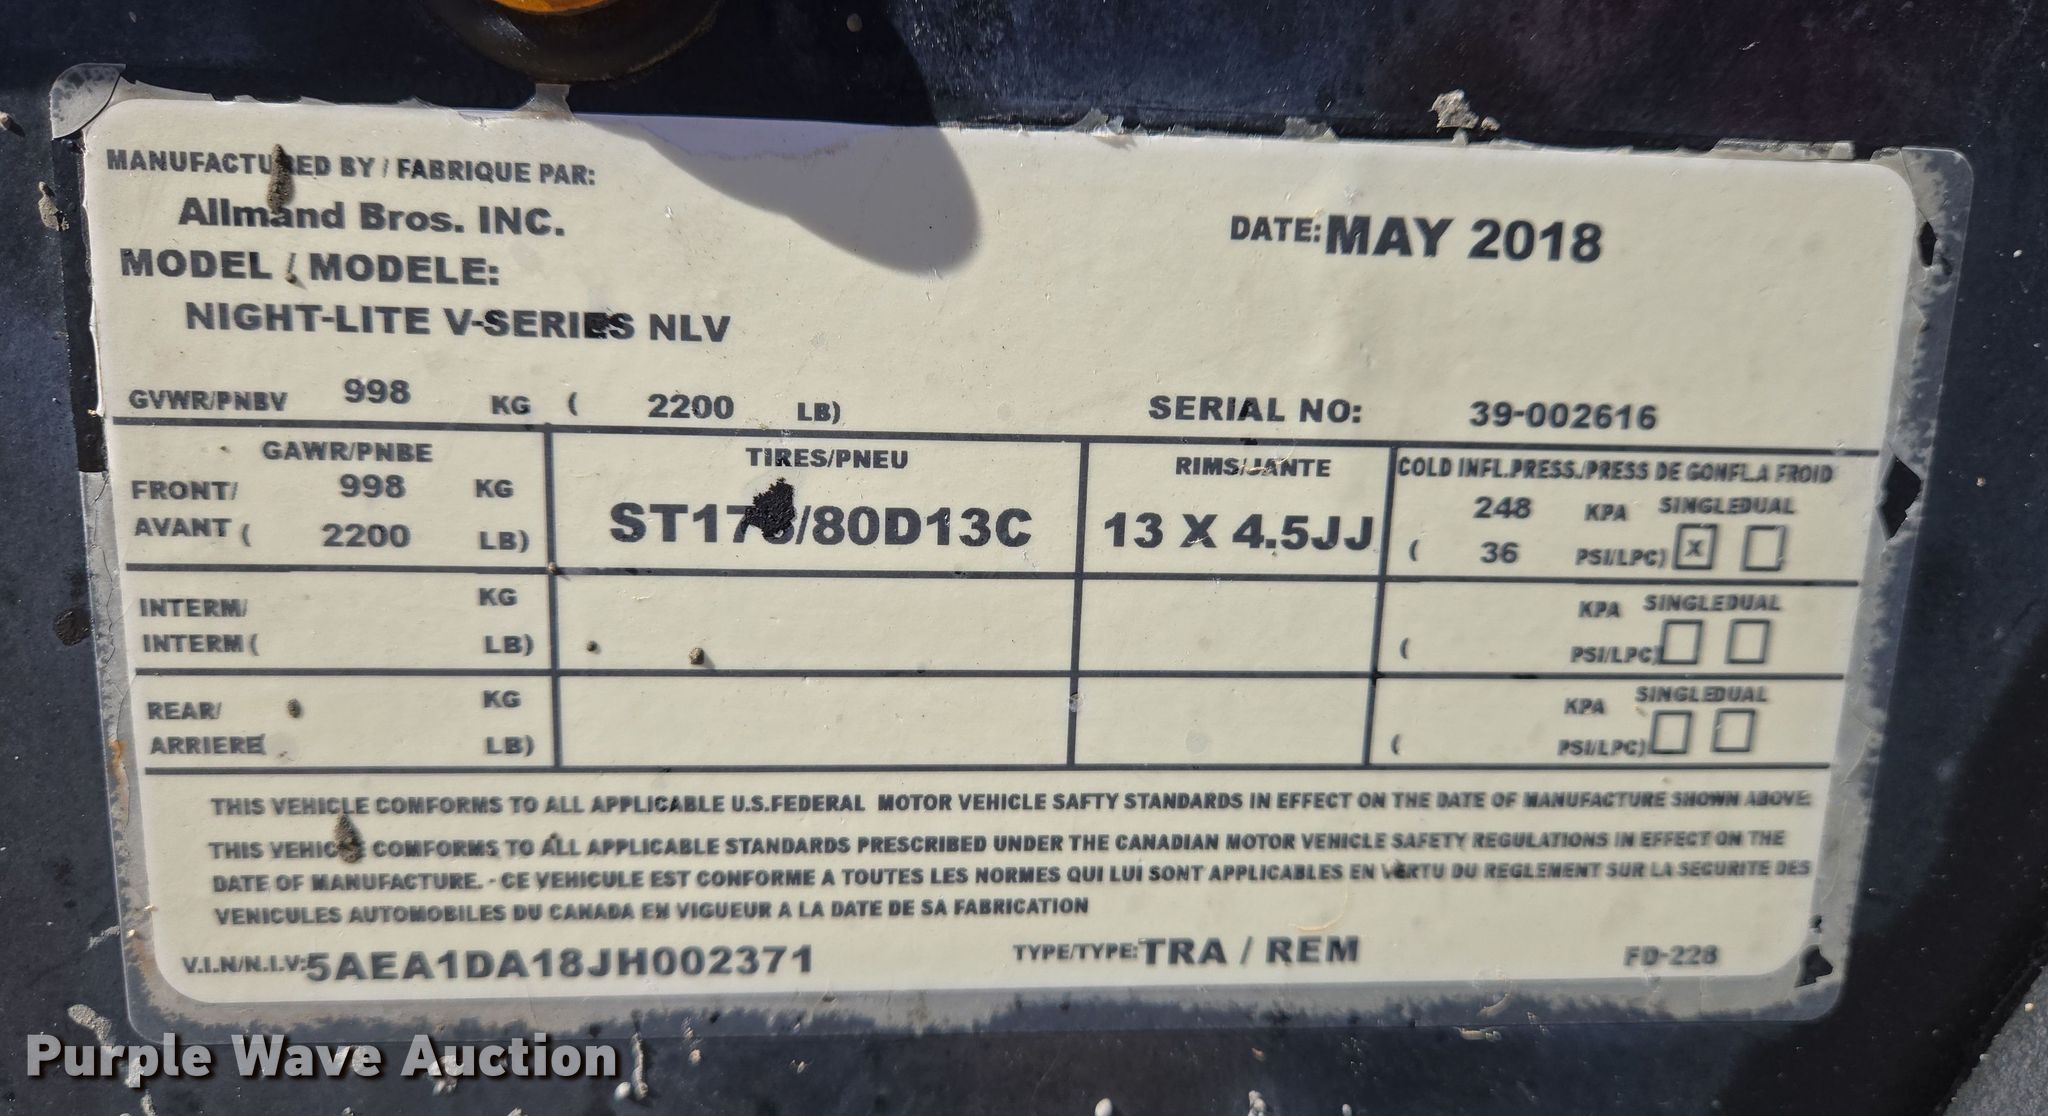 MANUFACTURED BY / FABRIQUE PAR:
Allmand Bros. INC.
DATE: MAY 2018
MODEL / MODELE:
NIGHT-LITE V-SERIES NLV
GVWR/PNBV 998 KG ( 2200 LB) SERIAL NO: 39-002616
GAWR/PNBE TIRES/PNEU RIMS/JANTE COLD INFL.PRESS./PRESS DE GONFL.A FROID
FRONT/ 998 KG 248 KPA SINGLE DUAL
AVANT ( 2200 LB) ST175/80D13C 13 X 4.5JJ ( 36 PSI/LPC) X
INTERM/ KG KPA SINGLE DUAL
INTERM ( LB) ( PSI/LPC)
REAR/ KG KPA SINGLE DUAL
ARRIERE( LB) ( PSI/LPC)
THIS VEHICLE COMFORMS TO ALL APPLICABLE U.S.FEDERAL MOTOR VEHICLE SAFTY STANDARDS IN EFFECT ON THE DATE OF MANUFACTURE SHOWN ABOVE.
THIS VEHICLE COMFORMS TO ALL APPLICABLE STANDARDS PRESCRIBED UNDER THE CANADIAN MOTOR VEHICLE SAFETY REGULATIONS IN EFFECT ON THE
DATE OF MANUFACTURE. - CE VEHICULE EST CONFORME A TOUTES LES NORMES QUI LUI SONT APPLICABLES EN VERTU DU REGLEMENT SUR LA SECURITE DES
VENICULES AUTOMOBILES DU CANADA EN VIGUEUR A LA DATE DE SA FABRICATION
V.I.N/N.I.V: 5AEA1DA18JH002371 TYPE/TYPE: TRA / REM FD-228
Purple Wave Auction